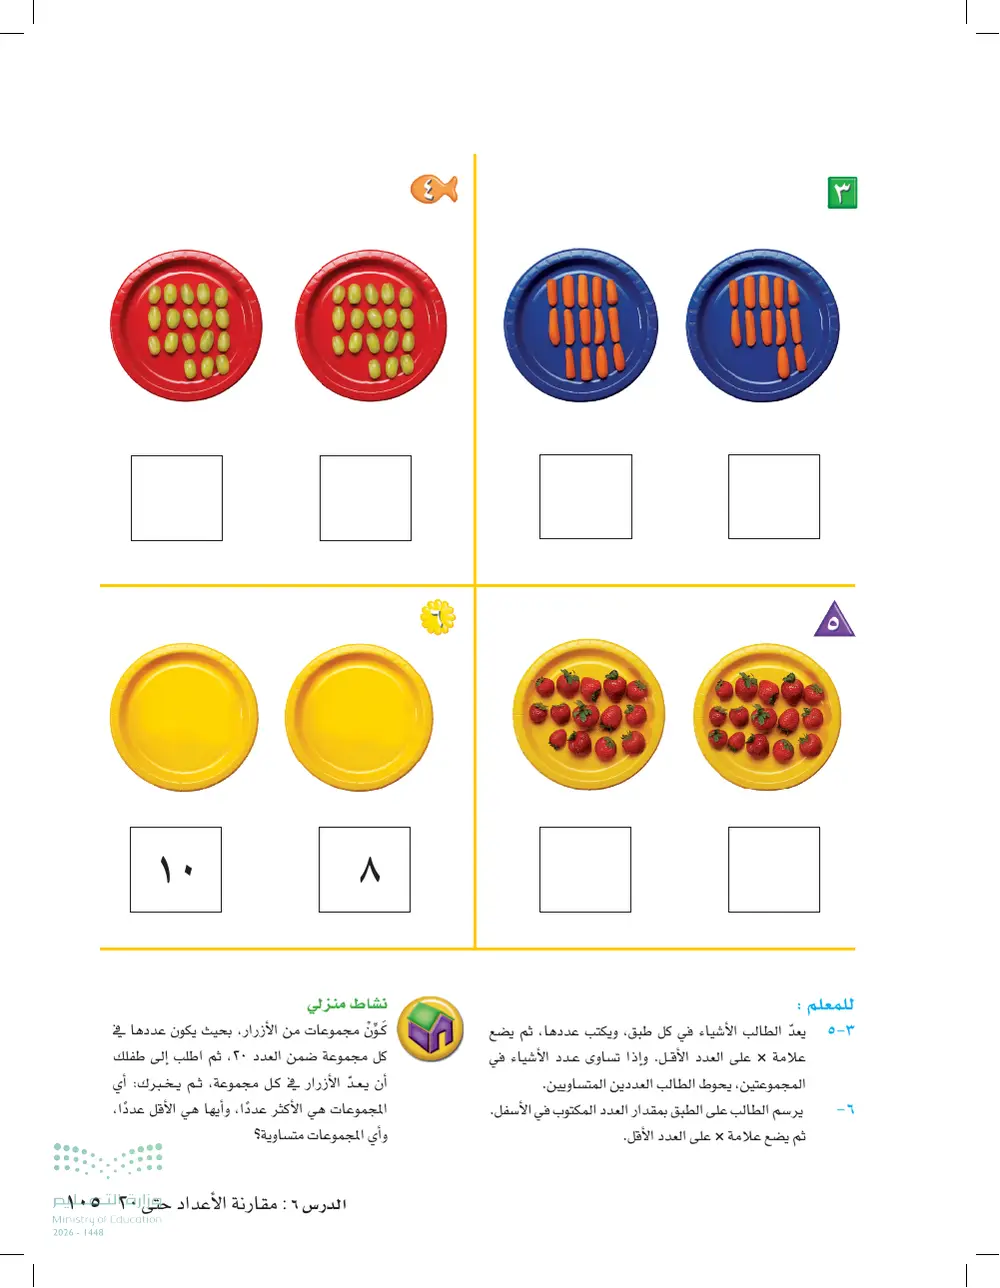 ٣
٤
٥
٦
٨
١٠
للمعلم :
٣-٥ يعدّ الطالب الأشياء في كل طبق، ويكتب عددها، ثم يضع
علامة × على العدد الأقل. وإذا تساوى عدد الأشياء في
المجموعتين، يحوط الطالب العددين المتساويين.
٦- يرسم الطالب على الطبق بمقدار العدد المكتوب في الأسفل.
ثم يضع علامة × على العدد الأقل.
نشاط منزلي
كَوِّنْ مجموعات من الأزرار، بحيث يكون عددها في
كل مجموعة ضمن العدد ٢٠، ثم اطلب إلى طفلك
أن يعدّ الأزرار في كل مجموعة، ثم يخبرك: أي
المجموعات هي الأكثر عددًا، وأيها هي الأقل عددًا،
وأي المجموعات متساوية؟
الدرس ٦ : مقارنة الأعداد حتى ٢٠ ١٠٥
وزارة التعليم
Ministry of Education
2026 - 1448